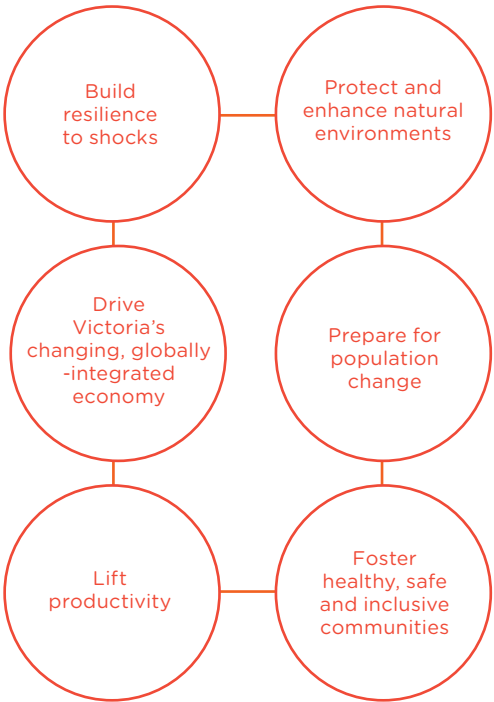 Build
resilience
to shocks
Protect and
enhance natural
environments
Drive
Victoria’s
changing, globally
-integrated
economy
Prepare for
population
change
Lift
productivity
Foster
healthy, safe
and inclusive
communities